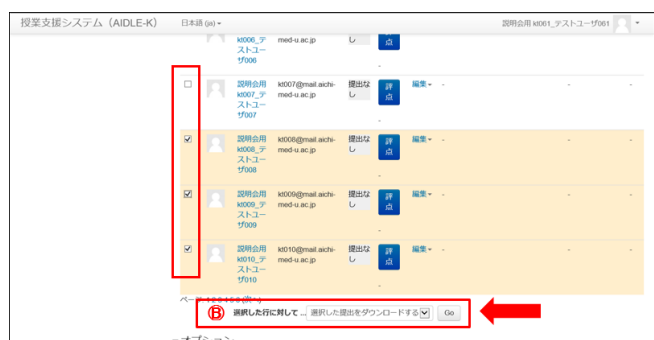 授業支援システム (AIDLE-K) 日本語 (ja) 説明会用 kt061_テストユーザ061
kt006_テ
ストユー
ザ006
med-u.ac.jp
し
評
点
-
説明会用
kt007_テ
ストユー
ザ007
kt007@mail.aichi-
med-u.ac.jp
提出な
し
評
点
-
編集 - - -
説明会用
kt008_テ
ストユー
ザ008
kt008@mail.aichi-
med-u.ac.jp
提出な
し
評
点
-
編集 - - -
説明会用
kt009_テ
ストユー
ザ009
kt009@mail.aichi-
med-u.ac.jp
提出な
し
評
点
-
編集 - - -
説明会用
kt010_テ
ストユー
ザ010
kt010@mail.aichi-
med-u.ac.jp
提出な
し
評
点
-
編集 - - -
Ⓑ 選択した行に対して ... 選択した提出をダウンロードする Go
オプション